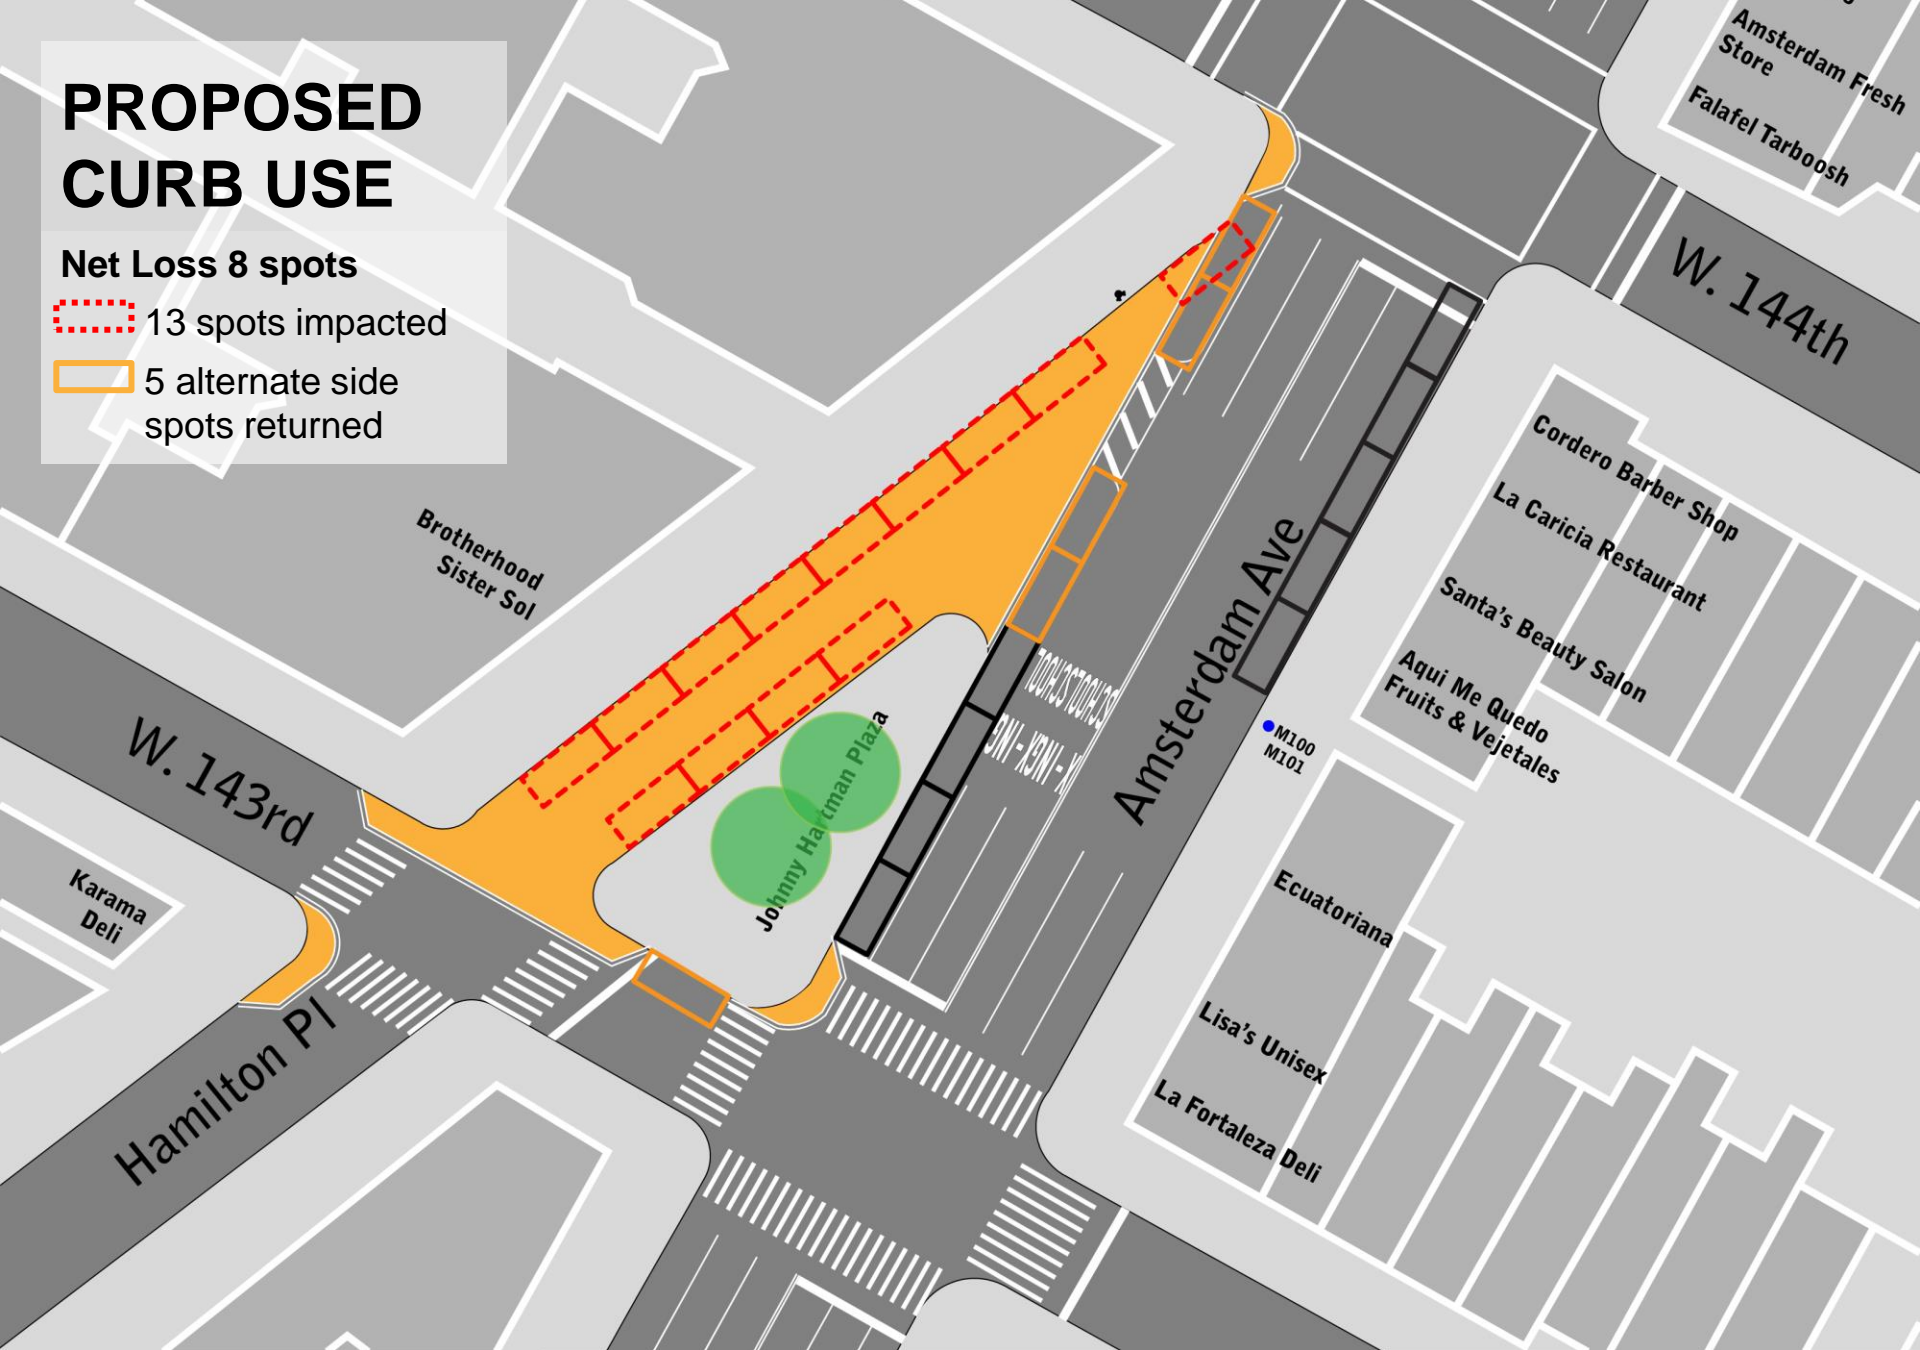 PROPOSED
CURB USE
Net Loss 8 spots
13 spots impacted
5 alternate side
spots returned
Amsterdam Fresh
Store
Falafel Tarboosh
W. 144th
Cordero Barber Shop
La Caricia Restaurant
Santa's Beauty Salon
Aqui Me Quedo
Fruits & Vejetales
Brotherhood
Sister Sol
Amsterdam Ave
M100
M101
W. 143rd
Johnny Hartman Plaza
Karama
Deli
Hamilton Pl
Ecuatoriana
Lisa's Unisex
La Fortaleza Deli